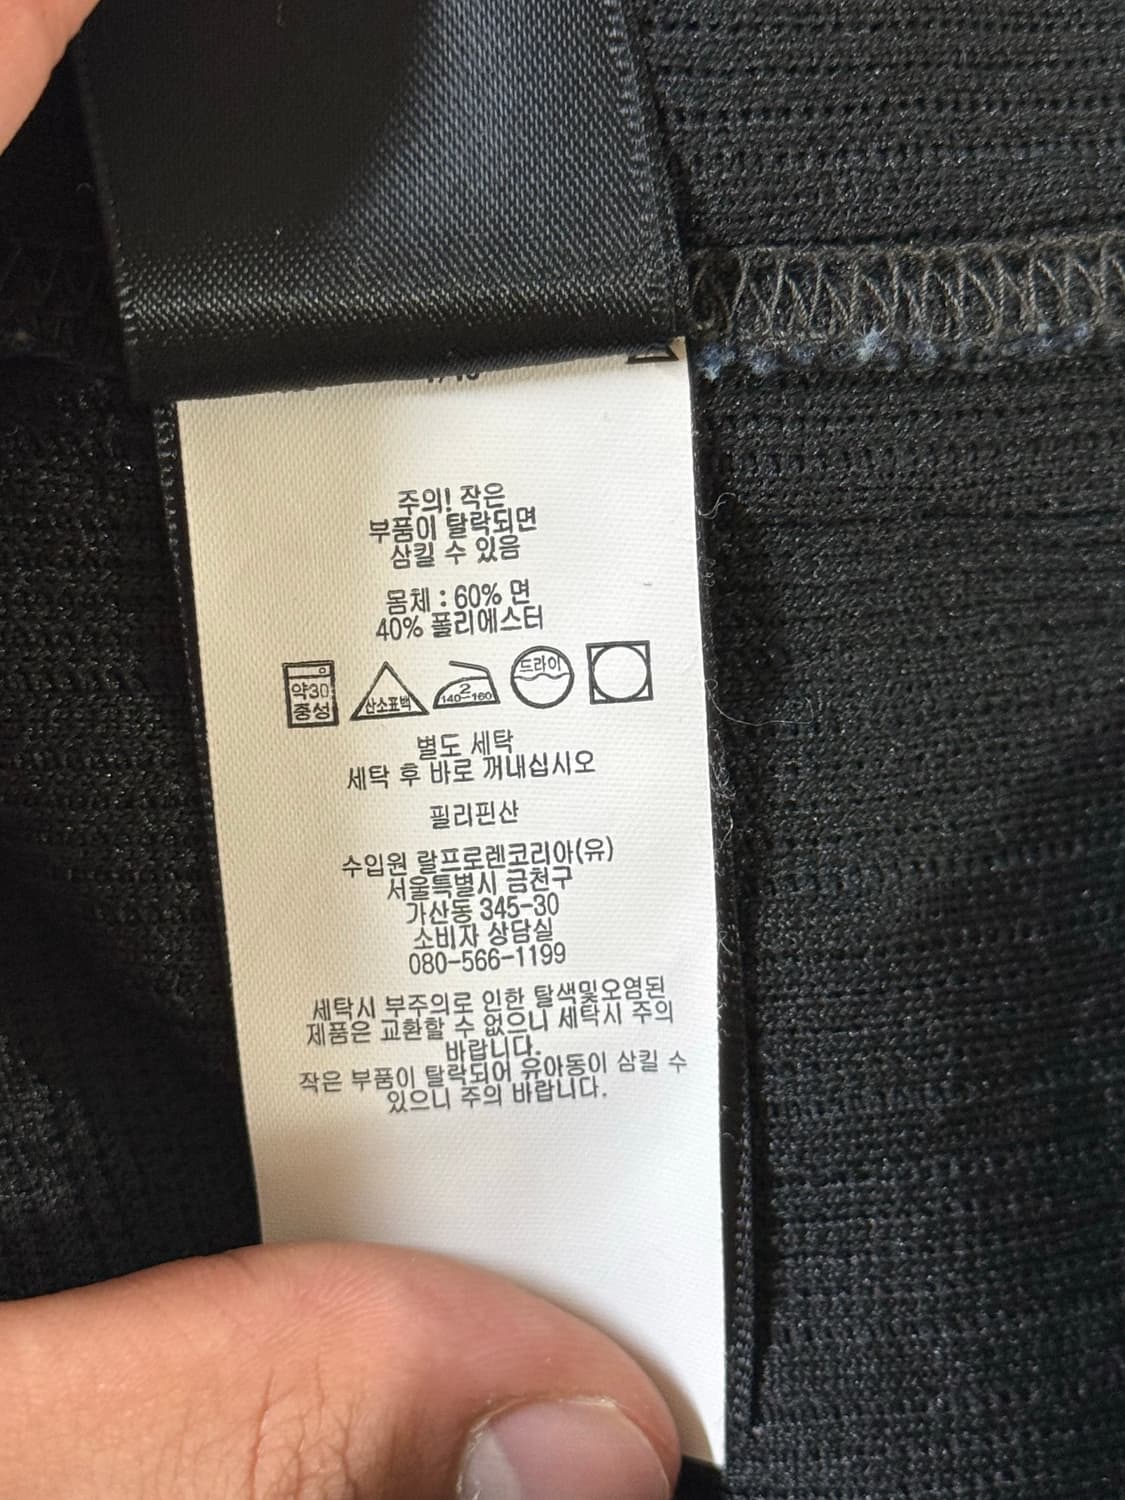 주의! 작은
부품이 탈락되면
삼킬 수 있음
몸체 : 60% 면
40% 폴리에스터
약30
중성
산소표백
2
140~160
드라이
별도 세탁
세탁 후 바로 꺼내십시오
필리핀산
수입원 랄프로렌코리아(유)
서울특별시 금천구
가산동 345-30
소비자 상담실
080-566-1199
세탁시 부주의로 인한 탈색및오염된
제품은 교환할 수 없으니 세탁시 주의
바랍니다.
작은 부품이 탈락되어 유아동이 삼킬 수
있으니 주의 바랍니다.